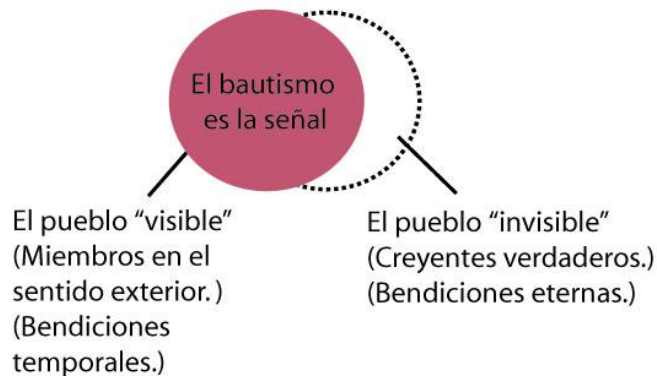 El bautismo
es la señal
El pueblo “visible”
(Miembros en el
sentido exterior.)
(Bendiciones
temporales.)
El pueblo “invisible”
(Creyentes verdaderos.)
(Bendiciones eternas.)